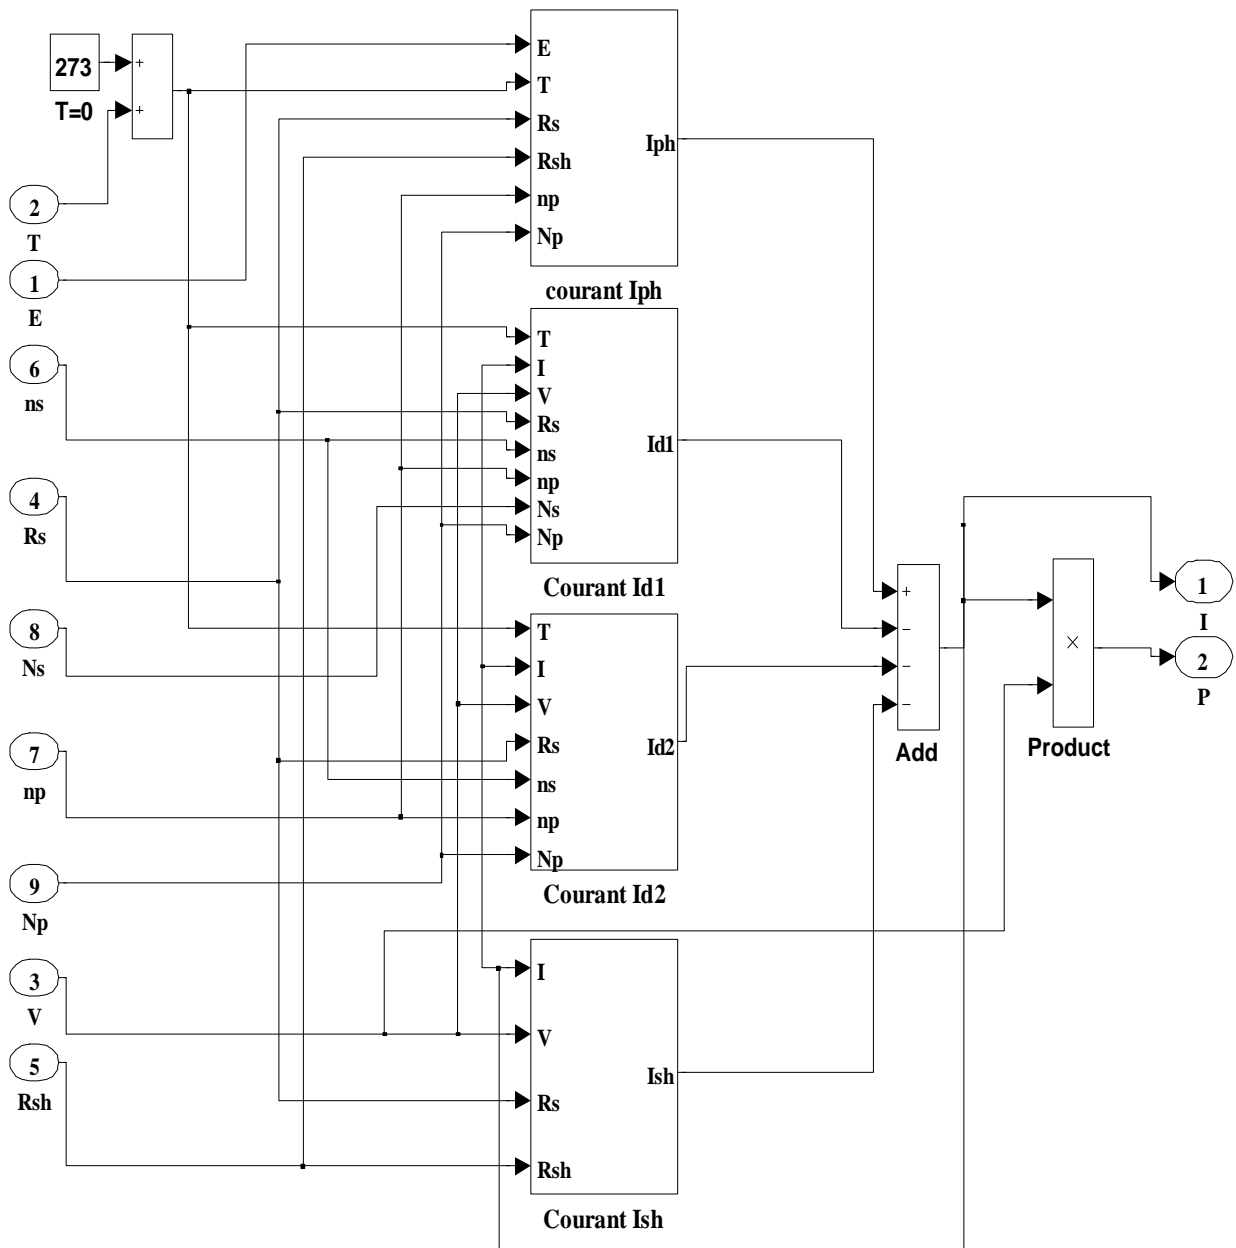 273
+
+
T=0
2
T
1
E
6
ns
4
Rs
8
Ns
7
np
9
Np
3
V
5
Rsh
E
T
Rs
Rsh
np
Np
Iph
courant Iph
T
I
V
Rs
ns
np
Ns
Np
Id1
Courant Id1
T
I
V
Rs
ns
np
Np
Id2
Courant Id2
I
V
Rs
Rsh
Ish
Courant Ish
+
−
−
−
Add
×
Product
1
I
2
P